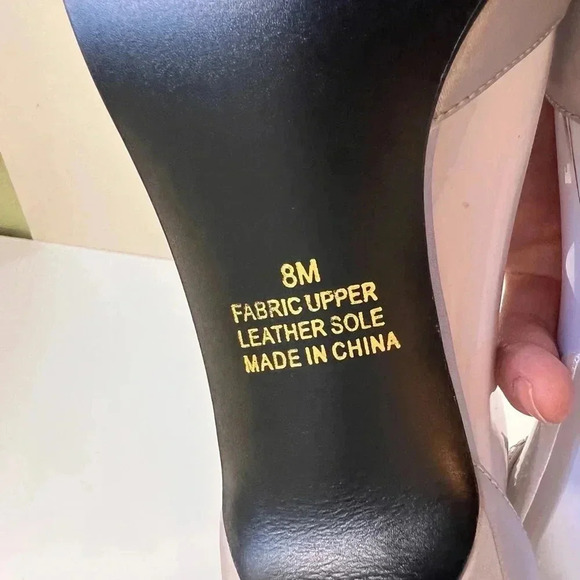 8M
FABRIC UPPER
LEATHER SOLE
MADE IN CHINA